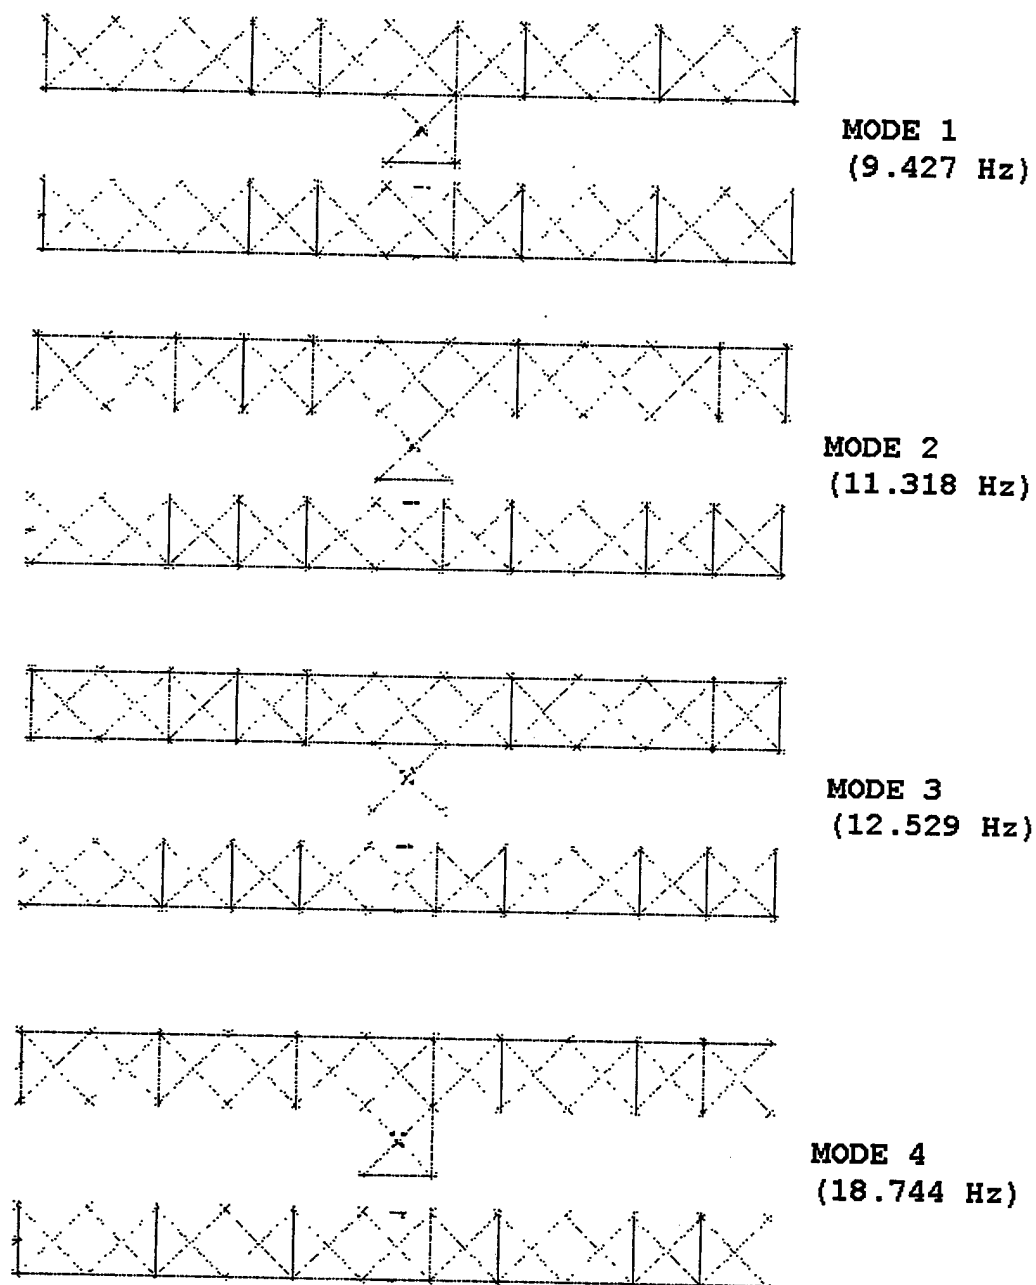 MODE 1
(9.427 Hz)
MODE 2
(11.318 Hz)
MODE 3
(12.529 Hz)
MODE 4
(18.744 Hz)